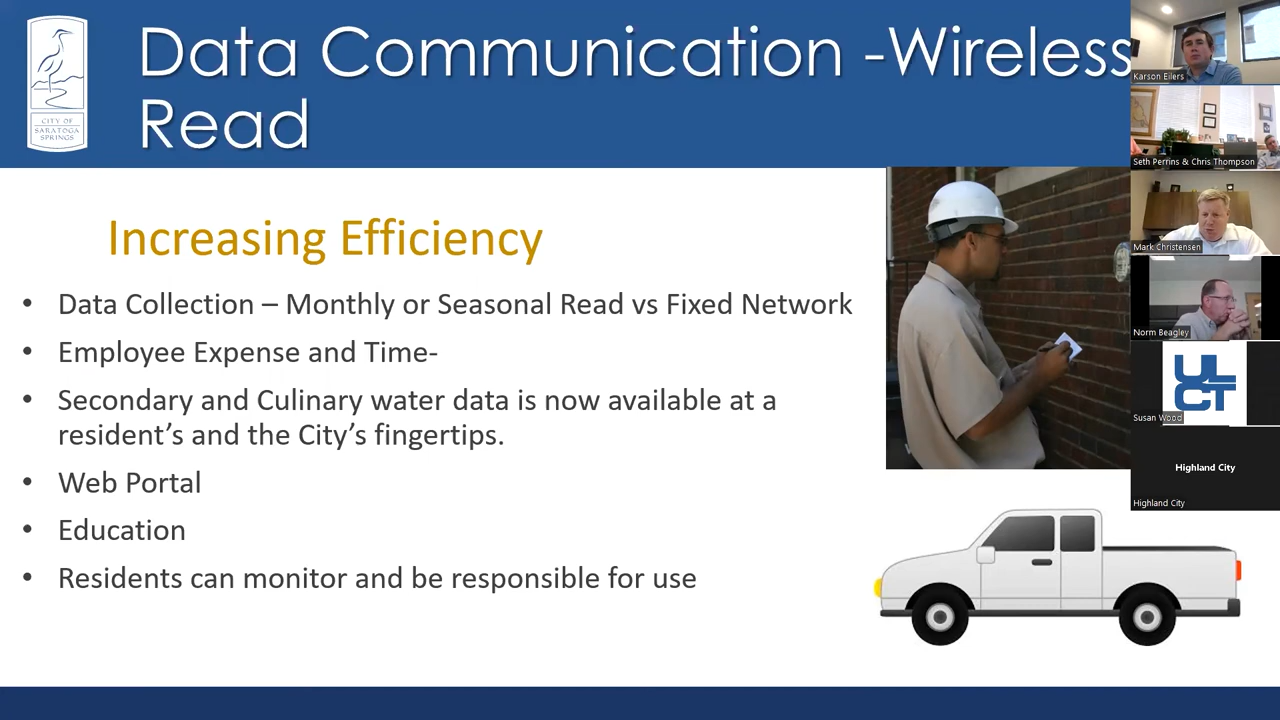 CITY OF
SARATOGA
SPRINGS
Data Communication -Wireless
Read
Increasing Efficiency
• Data Collection – Monthly or Seasonal Read vs Fixed Network
• Employee Expense and Time-
• Secondary and Culinary water data is now available at a
resident’s and the City’s fingertips.
• Web Portal
• Education
• Residents can monitor and be responsible for use
Karson Eilers
Seth Perrins & Chris Thompson
Mark Christensen
Norm Beagley
UL
CT
Susan Wood
Highland City
Highland City